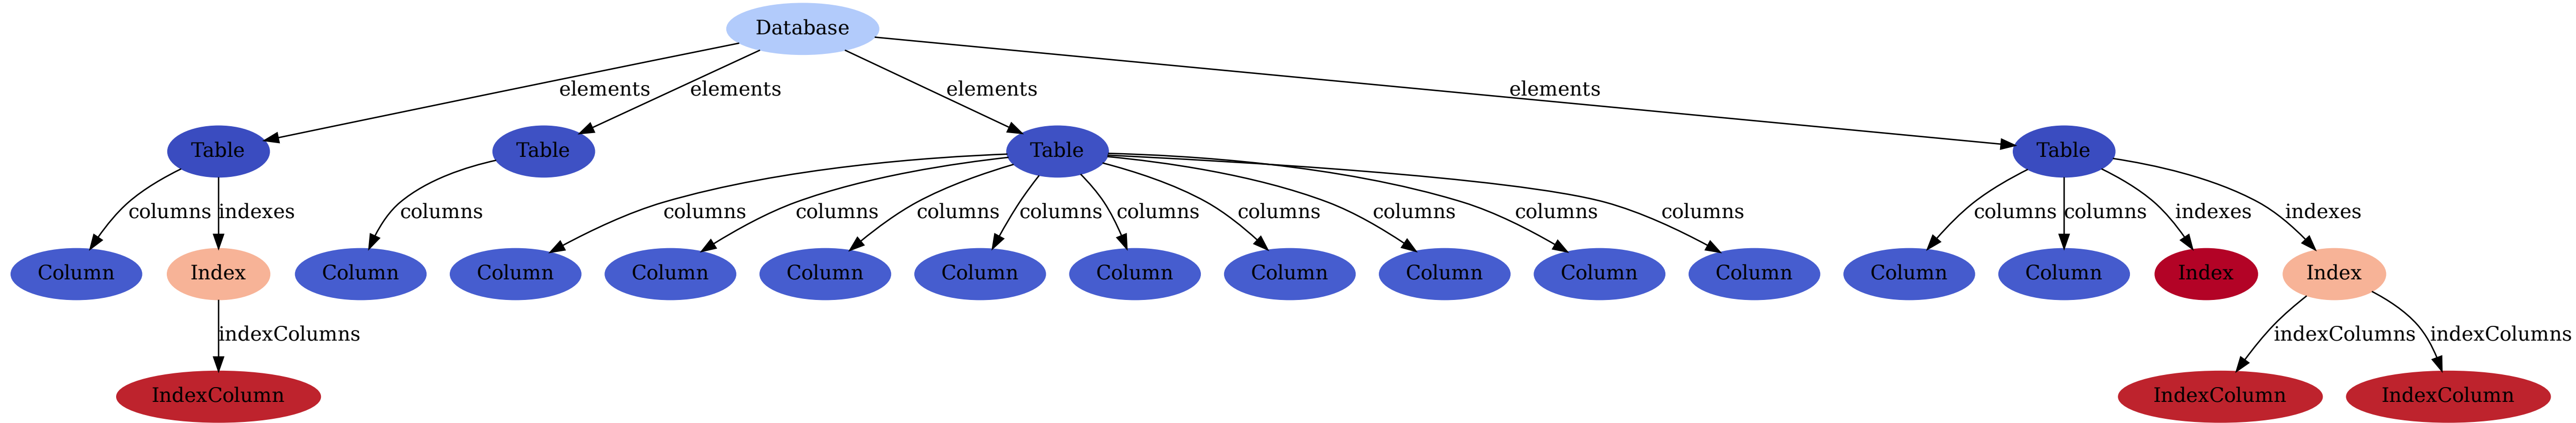 Database
elements elements elements elements
Table Table Table Table
columns indexes columns columns columns columns columns columns columns columns columns columns columns columns indexes indexes
Column Index Column Column Column Column Column Column Column Column Column Column Column Column Index Index
indexColumns indexColumns indexColumns
IndexColumn IndexColumn IndexColumn